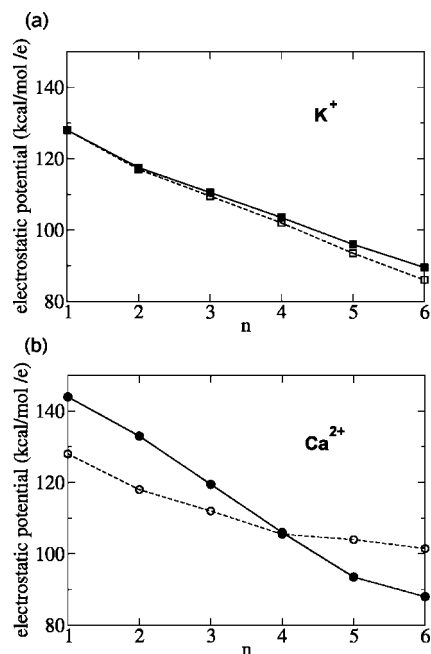 (a)
electrostatic potential (kcal/mol /e)
140
120
100
80
K+
1 2 3 4 5 6
n
(b)
electrostatic potential (kcal/mol /e)
140
120
100
80
Ca2+
1 2 3 4 5 6
n